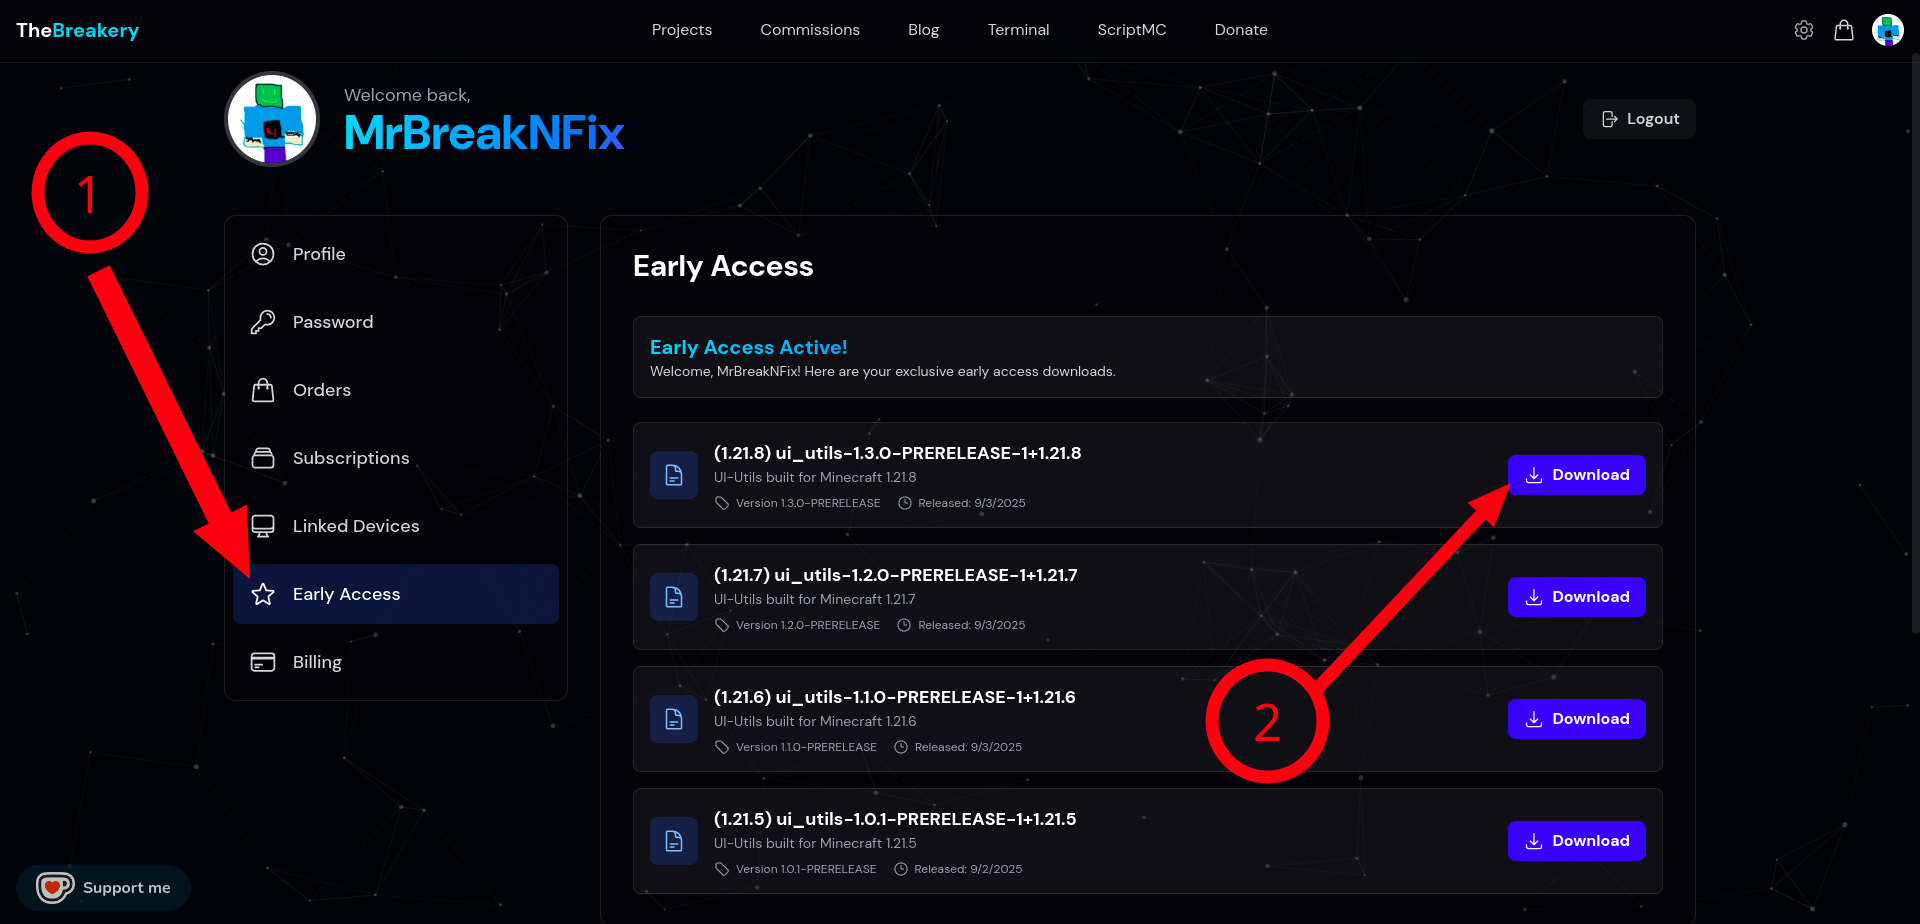 TheBreakery
Projects
Commissions
Blog
Terminal
ScriptMC
Donate
Welcome back,
MrBreakNFix
Logout
1
Profile
Password
Orders
Subscriptions
Linked Devices
Early Access
Billing
Early Access
Early Access Active!
Welcome, MrBreakNFix! Here are your exclusive early access downloads.
(1.21.8) ui_utils-1.3.0-PRERELEASE-1+1.21.8
UI-Utils built for Minecraft 1.21.8
Version 1.3.0-PRERELEASE Released: 9/3/2025
Download
(1.21.7) ui_utils-1.2.0-PRERELEASE-1+1.21.7
UI-Utils built for Minecraft 1.21.7
Version 1.2.0-PRERELEASE Released: 9/3/2025
Download
(1.21.6) ui_utils-1.1.0-PRERELEASE-1+1.21.6
UI-Utils built for Minecraft 1.21.6
Version 1.1.0-PRERELEASE Released: 9/3/2025
2
Download
(1.21.5) ui_utils-1.0.1-PRERELEASE-1+1.21.5
UI-Utils built for Minecraft 1.21.5
Version 1.0.1-PRERELEASE Released: 9/2/2025
Download
Support me